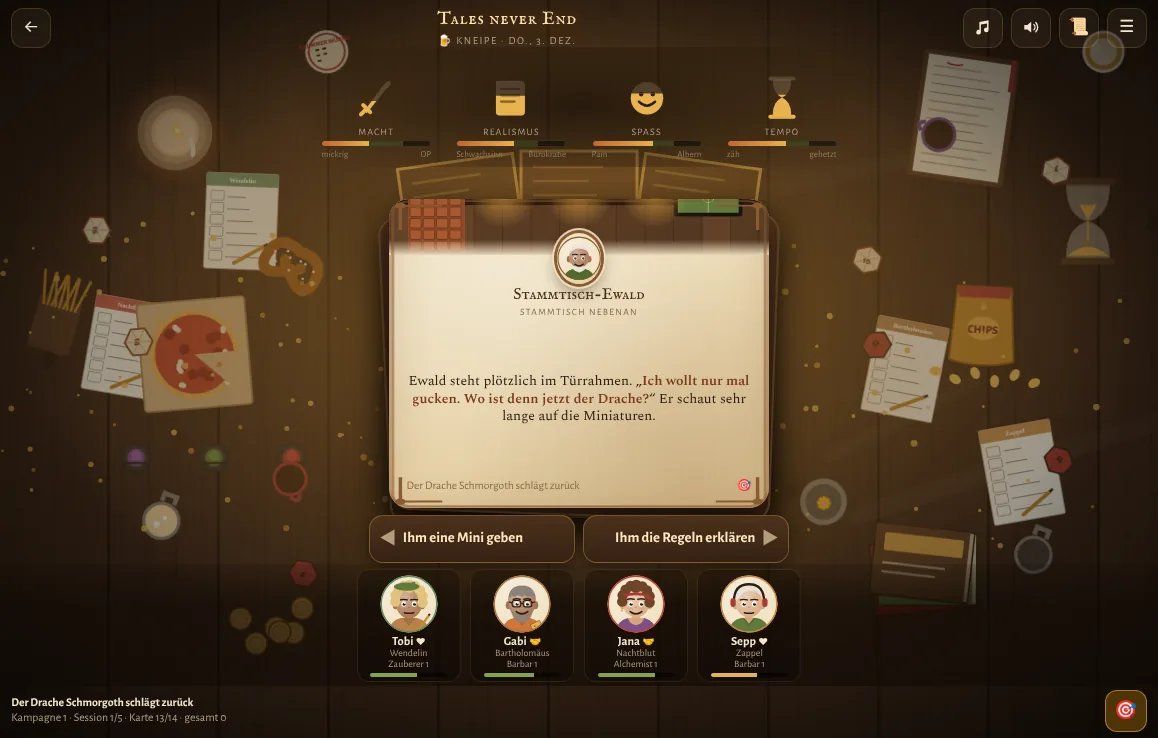 Tales never End
🍺 KNEIPE · DO., 3. DEZ.
MACHT
REALISMUS
SPASS
TEMPO
mickrig
OP
Schwachsinn
Bürokratie
Pain
Albern
zäh
gehetzt
Wendelin
CHIPS
Stammtisch-Ewald
STAMMTISCH NEBENAN
Ewald steht plötzlich im Türrahmen. „Ich wollt nur mal
gucken. Wo ist denn jetzt der Drache?“ Er schaut sehr
lange auf die Miniaturen.
Der Drache Schmorgoth schlägt zurück
Ihm eine Mini geben
Ihm die Regeln erklären
Zappel
Tobi
Wendelin
Zauberer 1
Gabi
Bartholomäus
Barbar 1
Jana
Nachtblut
Alchemist 1
Sepp
Zappel
Barbar 1
Der Drache Schmorgoth schlägt zurück
Kampagne 1 · Session 1/5 · Karte 13/14 · gesamt 0